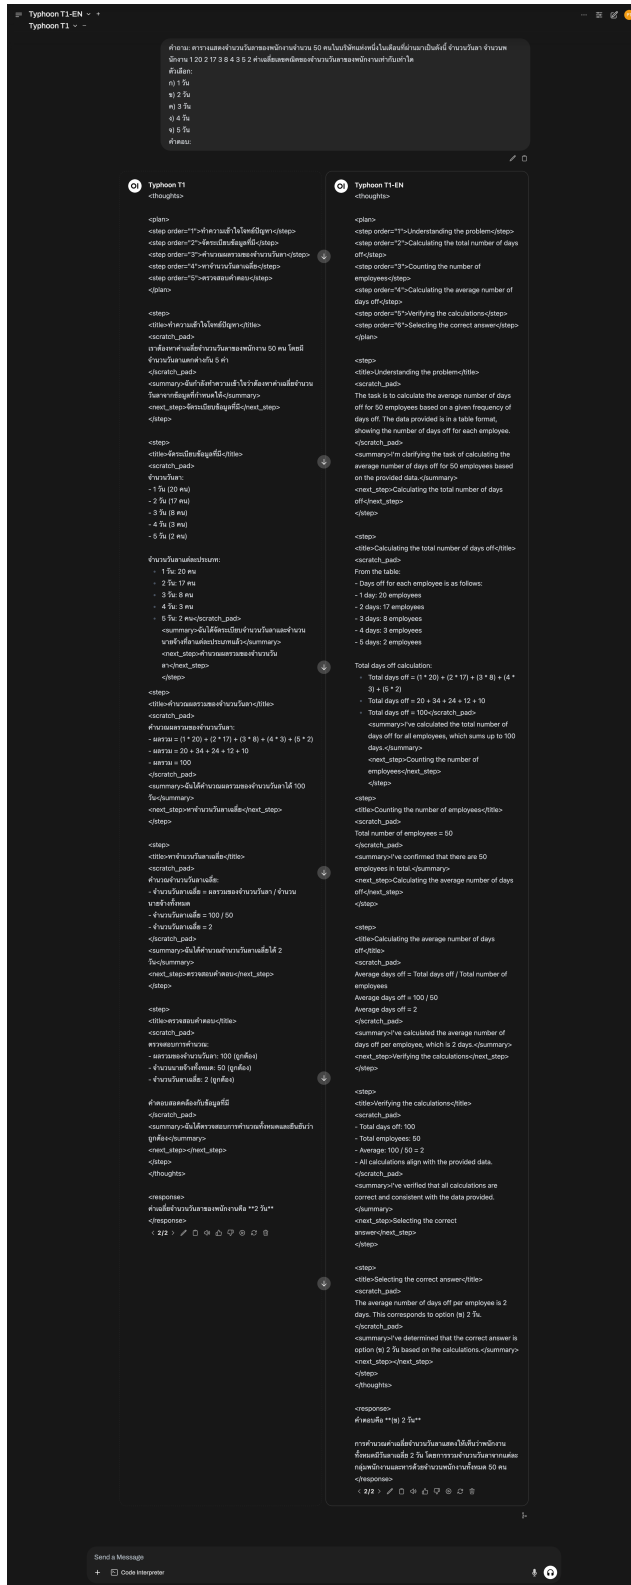 Typhoon T1-EN
Typhoon T1
คำถาม: ตารางแสดงจำนวนวันลาของพนักงานจำนวน 50 คนในบริษัทแห่งหนึ่งในเดือนที่ผ่านมาเป็นดังนี้ จำนวนวันลา จำนวนพ
นักงาน 1 20 2 17 3 8 4 3 5 2 ค่าเฉลี่ยเลขคณิตของจำนวนวันลาของพนักงานเท่ากับเท่าใด
ตัวเลือก:
ก) 1 วัน
ข) 2 วัน
ค) 3 วัน
ง) 4 วัน
จ) 5 วัน
คำตอบ:
OI Typhoon T1
<thoughts>
<plan>
<step order="1">ทำความเข้าใจโจทย์ปัญหา</step>
<step order="2">จัดระเบียบข้อมูลที่มี</step>
<step order="3">คำนวณผลรวมของจำนวนวันลา</step>
<step order="4">หาจำนวนวันลาเฉลี่ย</step>
<step order="5">ตรวจสอบคำตอบ</step>
</plan>
<step>
<title>ทำความเข้าใจโจทย์ปัญหา</title>
<scratch_pad>
เราต้องหาค่าเฉลี่ยจำนวนวันลาของพนักงาน 50 คน โดยมี
จำนวนวันลาแตกต่างกัน 5 ค่า
</scratch_pad>
<summary>ฉันกำลังทำความเข้าใจว่าต้องหาค่าเฉลี่ยจำนวน
วันลาจากข้อมูลที่กำหนดให้</summary>
<next_step>จัดระเบียบข้อมูลที่มี</next_step>
</step>
<step>
<title>จัดระเบียบข้อมูลที่มี</title>
<scratch_pad>
จำนวนวันลา:
- 1 วัน (20 คน)
- 2 วัน (17 คน)
- 3 วัน (8 คน)
- 4 วัน (3 คน)
- 5 วัน (2 คน)
จำนวนวันลาแต่ละประเภท:
◦ 1 วัน: 20 คน
◦ 2 วัน: 17 คน
◦ 3 วัน: 8 คน
◦ 4 วัน: 3 คน
◦ 5 วัน: 2 คน</scratch_pad>
<summary>ฉันได้จัดระเบียบจำนวนวันลาและจำนวน
นายจ้างที่ลาแต่ละประเภทแล้ว</summary>
<next_step>คำนวณผลรวมของจำนวนวัน
ลา</next_step>
</step>
<step>
<title>คำนวณผลรวมของจำนวนวันลา</title>
<scratch_pad>
คำนวณผลรวมของจำนวนวันลา:
- ผลรวม = (1 * 20) + (2 * 17) + (3 * 8) + (4 * 3) + (5 * 2)
- ผลรวม = 20 + 34 + 24 + 12 + 10
- ผลรวม = 100
</scratch_pad>
<summary>ฉันได้คำนวณผลรวมของจำนวนวันลาได้ 100
วัน</summary>
<next_step>หาจำนวนวันลาเฉลี่ย</next_step>
</step>
<step>
<title>หาจำนวนวันลาเฉลี่ย</title>
<scratch_pad>
คำนวณจำนวนวันลาเฉลี่ย:
- จำนวนวันลาเฉลี่ย = ผลรวมของจำนวนวันลา / จำนวน
นายจ้างทั้งหมด
- จำนวนวันลาเฉลี่ย = 100 / 50
- จำนวนวันลาเฉลี่ย = 2
</scratch_pad>
<summary>ฉันได้คำนวณจำนวนวันลาเฉลี่ยได้ 2
วัน</summary>
<next_step>ตรวจสอบคำตอบ</next_step>
</step>
<step>
<title>ตรวจสอบคำตอบ</title>
<scratch_pad>
ตรวจสอบการคำนวณ:
- ผลรวมของจำนวนวันลา: 100 (ถูกต้อง)
- จำนวนนายจ้างทั้งหมด: 50 (ถูกต้อง)
- จำนวนวันลาเฉลี่ย: 2 (ถูกต้อง)
คำตอบสอดคล้องกับข้อมูลที่มี
</scratch_pad>
<summary>ฉันได้ตรวจสอบการคำนวณทั้งหมดและยืนยันว่า
ถูกต้อง</summary>
<next_step></next_step>
</step>
</thoughts>
<response>
ค่าเฉลี่ยจำนวนวันลาของพนักงานคือ **2 วัน**
</response>
2/2
OI Typhoon T1-EN
<thoughts>
<plan>
<step order="1">Understanding the problem</step>
<step order="2">Calculating the total number of days
off</step>
<step order="3">Counting the number of
employees</step>
<step order="4">Calculating the average number of
days off</step>
<step order="5">Verifying the calculations</step>
<step order="6">Selecting the correct answer</step>
</plan>
<step>
<title>Understanding the problem</title>
<scratch_pad>
The task is to calculate the average number of days
off for 50 employees based on a given frequency of
days off. The data provided is in a table format,
showing the number of days off for each employee.
</scratch_pad>
<summary>I'm clarifying the task of calculating the
average number of days off for 50 employees based
on the provided data.</summary>
<next_step>Calculating the total number of days
off</next_step>
</step>
<step>
<title>Calculating the total number of days off</title>
<scratch_pad>
From the table:
- Days off for each employee is as follows:
- 1 day: 20 employees
- 2 days: 17 employees
- 3 days: 8 employees
- 4 days: 3 employees
- 5 days: 2 employees
Total days off calculation:
◦ Total days off = (1 * 20) + (2 * 17) + (3 * 8) + (4 *
3) + (5 * 2)
◦ Total days off = 20 + 34 + 24 + 12 + 10
◦ Total days off = 100</scratch_pad>
<summary>I've calculated the total number of
days off for all employees, which sums up to 100
days.</summary>
<next_step>Counting the number of
employees</next_step>
</step>
<step>
<title>Counting the number of employees</title>
<scratch_pad>
Total number of employees = 50
</scratch_pad>
<summary>I've confirmed that there are 50
employees in total.</summary>
<next_step>Calculating the average number of days
off</next_step>
</step>
<step>
<title>Calculating the average number of days
off</title>
<scratch_pad>
Average days off = Total days off / Total number of
employees
Average days off = 100 / 50
Average days off = 2
</scratch_pad>
<summary>I've calculated the average number of
days off per employee, which is 2 days.</summary>
<next_step>Verifying the calculations</next_step>
</step>
<step>
<title>Verifying the calculations</title>
<scratch_pad>
- Total days off: 100
- Total employees: 50
- Average: 100 / 50 = 2
- All calculations align with the provided data.
</scratch_pad>
<summary>I've verified that all calculations are
correct and consistent with the data provided.
</summary>
<next_step>Selecting the correct
answer</next_step>
</step>
<step>
<title>Selecting the correct answer</title>
<scratch_pad>
The average number of days off per employee is 2
days. This corresponds to option (ข) 2 วัน.
</scratch_pad>
<summary>I've determined that the correct answer is
option (ข) 2 วัน based on the calculations.</summary>
<next_step></next_step>
</step>
</thoughts>
<response>
คำตอบคือ **(ข) 2 วัน**
การคำนวณค่าเฉลี่ยจำนวนวันลาแสดงให้เห็นว่าพนักงาน
ทั้งหมดมีวันลาเฉลี่ย 2 วัน โดยการรวมจำนวนวันลาจากแต่ละ
กลุ่มพนักงานและหารด้วยจำนวนพนักงานทั้งหมด 50 คน
</response>
2/2
Send a Message
Code Interpreter